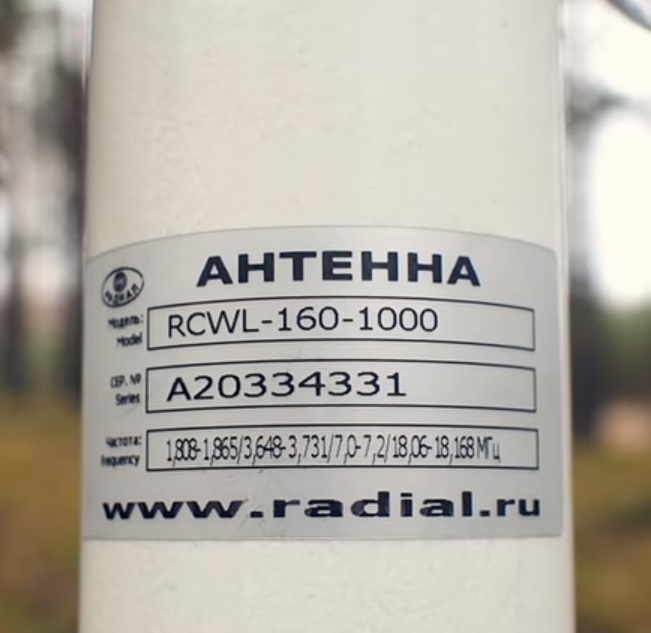 АНТЕННА
РАДИАЛ
Модель: RCWL-160-1000
Model
СЕР. № A20334331
Series
Частота: 1,808-1,865/3,648-3,731/7,0-7,2/18,06-18,168 МГц
Frequency
www.radial.ru